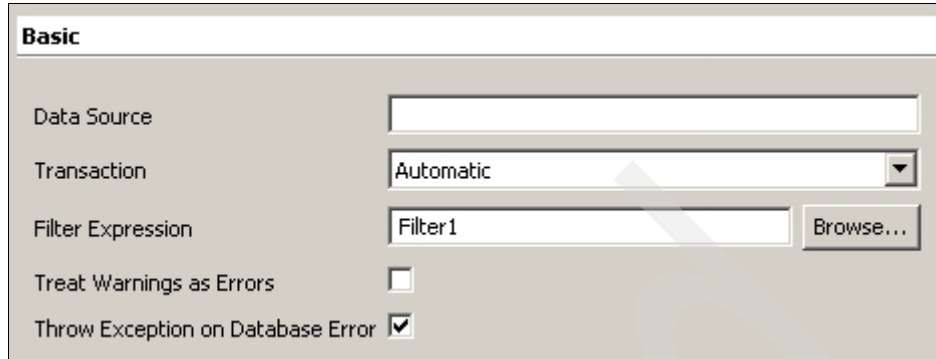 Basic
Data Source
Transaction Automatic
Filter Expression Filter1 Browse...
Treat Warnings as Errors
Throw Exception on Database Error